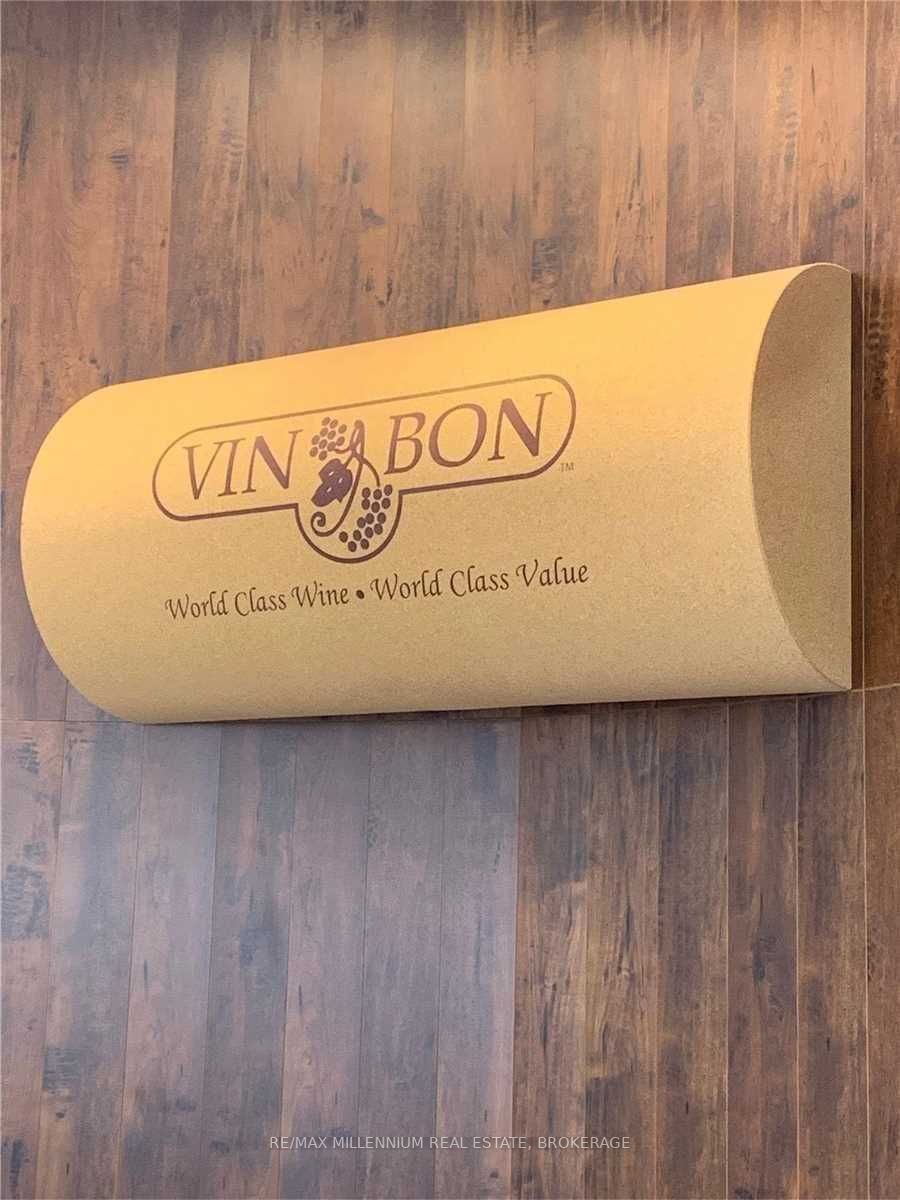 VIN BON
TM
World Class Wine • World Class Value
RE/MAX MILLENNIUM REAL ESTATE, BROKERAGE